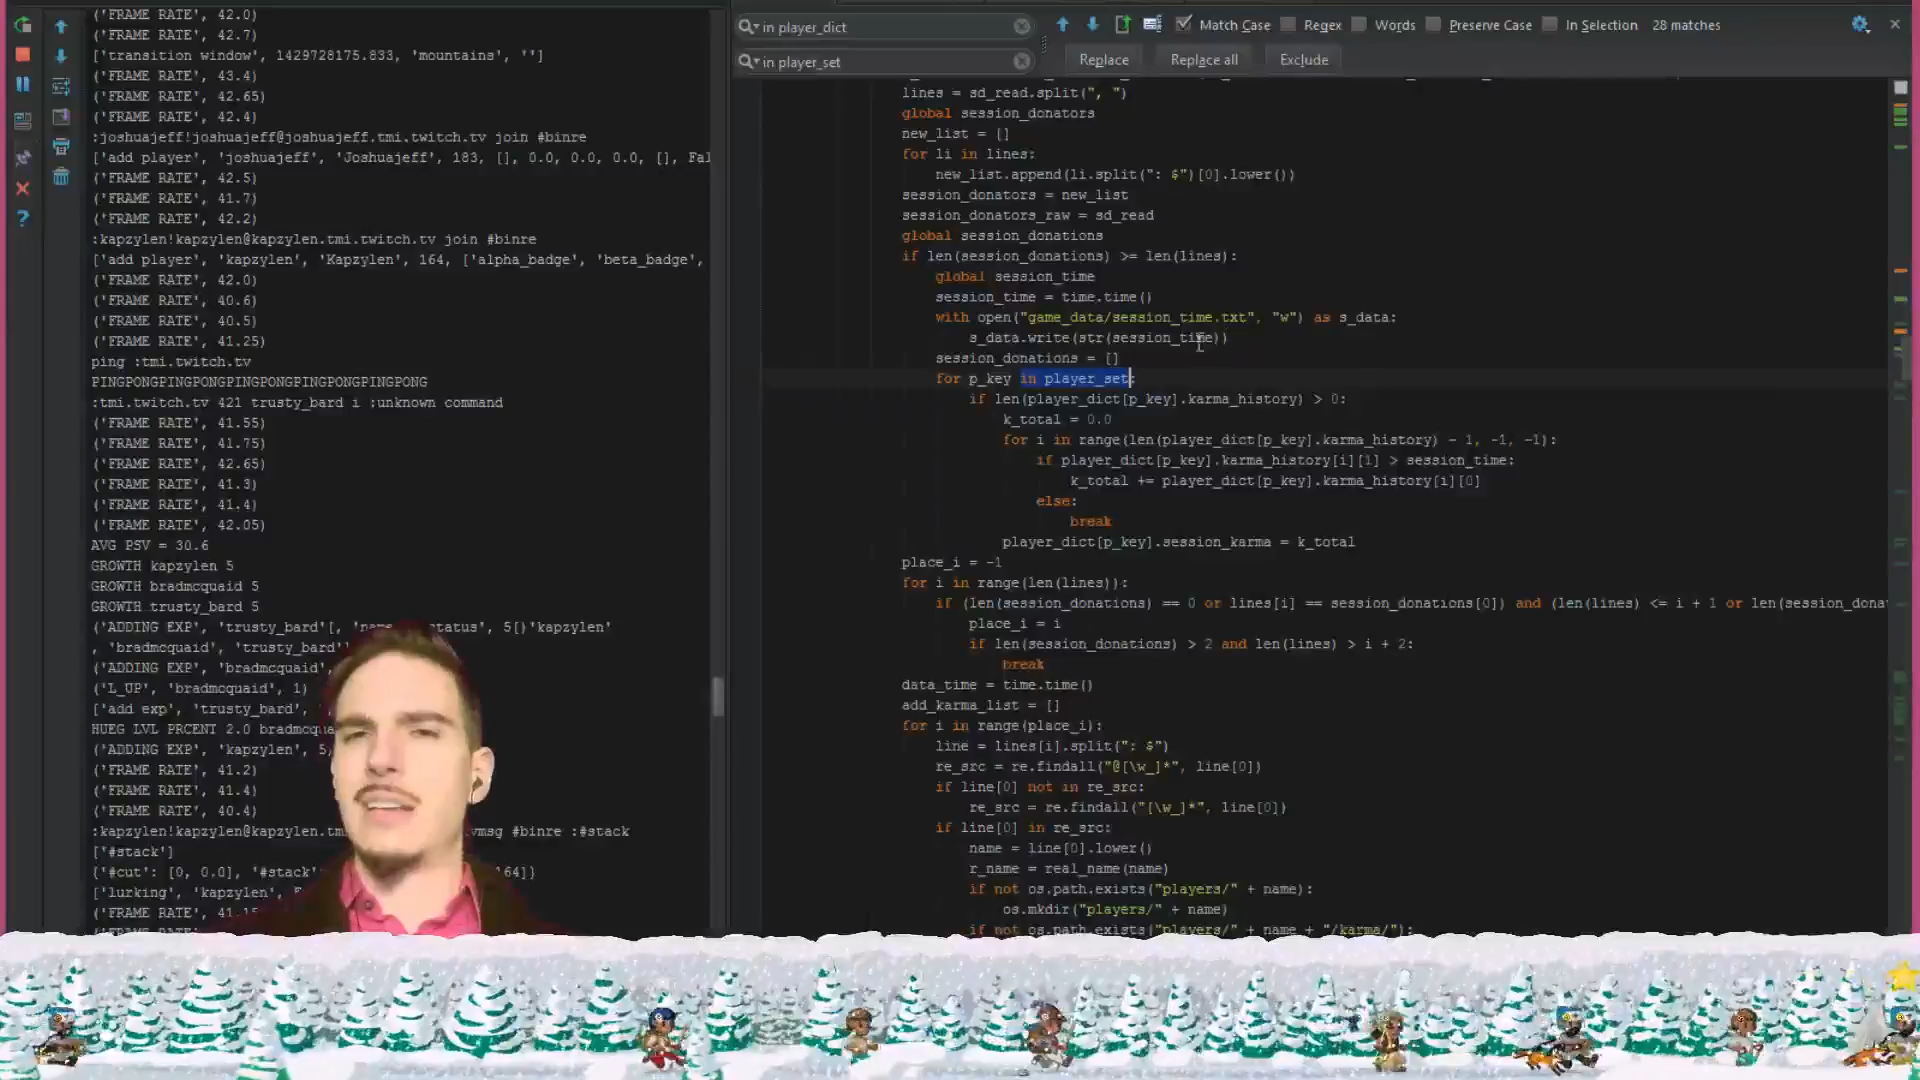 ('FRAME RATE', 42.0)
('FRAME RATE', 42.7)
['transition window', 1429728175.833, 'mountains', '']
('FRAME RATE', 43.4)
('FRAME RATE', 42.65)
('FRAME RATE', 42.4)
:joshuajeff!joshuajeff@joshuajeff.tmi.twitch.tv join #binre
['add player', 'joshuajeff', 'Joshuajeff', 183, [], 0.0, 0.0, 0.0, [], Fal
('FRAME RATE', 42.5)
('FRAME RATE', 41.7)
('FRAME RATE', 42.2)
:kapzylen!kapzylen@kapzylen.tmi.twitch.tv join #binre
['add player', 'kapzylen', 'Kapzylen', 164, ['alpha_badge', 'beta_badge',
('FRAME RATE', 42.0)
('FRAME RATE', 40.6)
('FRAME RATE', 40.5)
('FRAME RATE', 41.25)
ping :tmi.twitch.tv
PINGPONGPINGPONGPINGPONGPINGPONGPINGPONG
:tmi.twitch.tv 421 trusty_bard i :unknown command
('FRAME RATE', 41.55)
('FRAME RATE', 41.75)
('FRAME RATE', 42.65)
('FRAME RATE', 41.3)
('FRAME RATE', 41.4)
('FRAME RATE', 42.05)
AVG PSV = 30.6
GROWTH kapzylen 5
GROWTH bradmcquaid 5
GROWTH trusty_bard 5
('ADDING EXP', 'trusty_bard'[, 'name status', 5[)'kapzylen'
, 'bradmcquaid', 'trusty_bard'
('ADDING EXP', 'bradmcquaid',
('L_UP', 'bradmcquaid', 1)
['add exp', 'trusty_bard',
HUEG LVL PRCENT 2.0 bradmcqua
('ADDING EXP', 'kapzylen', 5,
('FRAME RATE', 41.2)
('FRAME RATE', 41.4)
('FRAME RATE', 40.4)
:kapzylen!kapzylen@kapzylen.tm vmsg #binre :#stack
['#stack']
{'#cut': [0, 0.0], '#stack': 164]}
['lurking', 'kapzylen',
('FRAME RATE', 41.15
in player_dict
Match Case Regex Words Preserve Case In Selection 28 matches
in player_set
Replace Replace all Exclude
lines = sd_read.split(", ")
global session_donators
new_list = []
for li in lines:
new_list.append(li.split(": $")[0].lower())
session_donators = new_list
session_donators_raw = sd_read
global session_donations
if len(session_donations) >= len(lines):
global session_time
session_time = time.time()
with open("game_data/session_time.txt", "w") as s_data:
s_data.write(str(session_time))
session_donations = []
for p_key in player_set:
if len(player_dict[p_key].karma_history) > 0:
k_total = 0.0
for i in range(len(player_dict[p_key].karma_history) - 1, -1, -1):
if player_dict[p_key].karma_history[i][1] > session_time:
k_total += player_dict[p_key].karma_history[i][0]
else:
break
player_dict[p_key].session_karma = k_total
place_i = -1
for i in range(len(lines)):
if (len(session_donations) == 0 or lines[i] == session_donations[0]) and (len(lines) <= i + 1 or len(session_dona
place_i = i
if len(session_donations) > 2 and len(lines) > i + 2:
break
data_time = time.time()
add_karma_list = []
for i in range(place_i):
line = lines[i].split(": $")
re_src = re.findall("@[\w_]*", line[0])
if line[0] not in re_src:
re_src = re.findall("[\w_]*", line[0])
if line[0] in re_src:
name = line[0].lower()
r_name = real_name(name)
if not os.path.exists("players/" + name):
os.mkdir("players/" + name)
if not os.path.exists("players/" + name + "/karma/"):